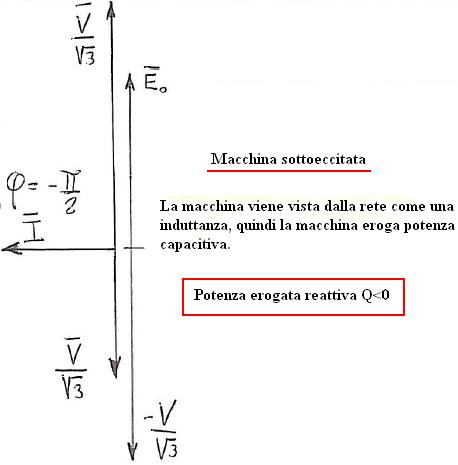 V̅
√3
E̅₀
Macchina sottoeccitata
φ=-π
2
I̅
La macchina viene vista dalla rete come una
induttanza, quindi la macchina eroga potenza
capacitiva.
Potenza erogata reattiva Q<0
V̅
√3
-V
√3